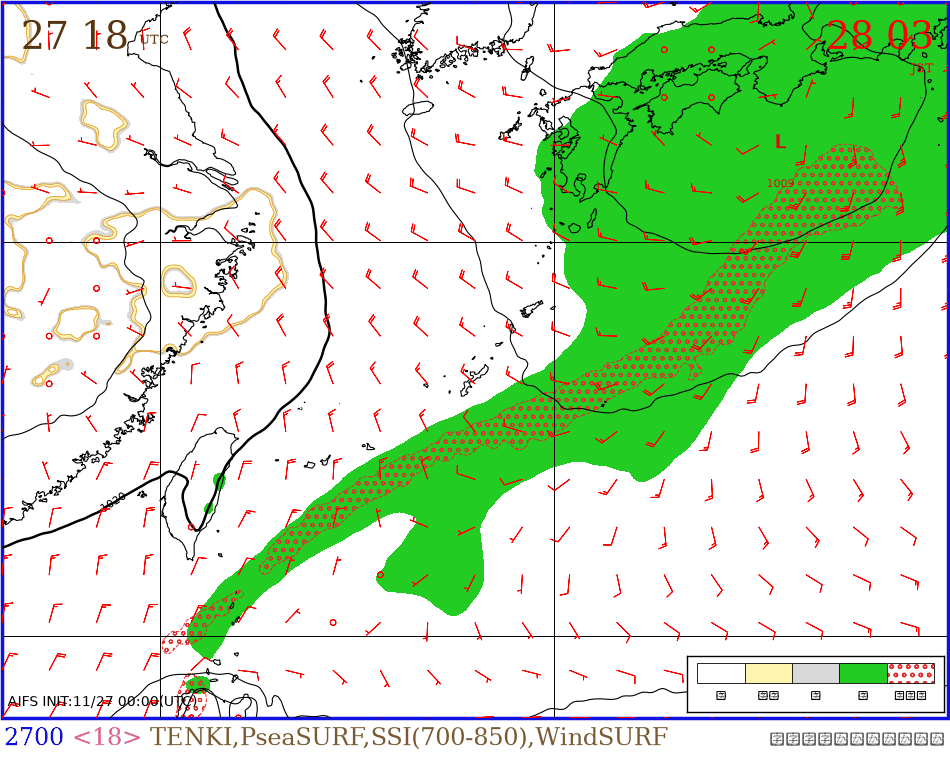 27 18 UTC
28 03
JST
L
1009
1020
AIFS INIT:11/27 00:00(UTC)
2700 <18> TENKI,PseaSURF,SSI(700-850),WindSURF